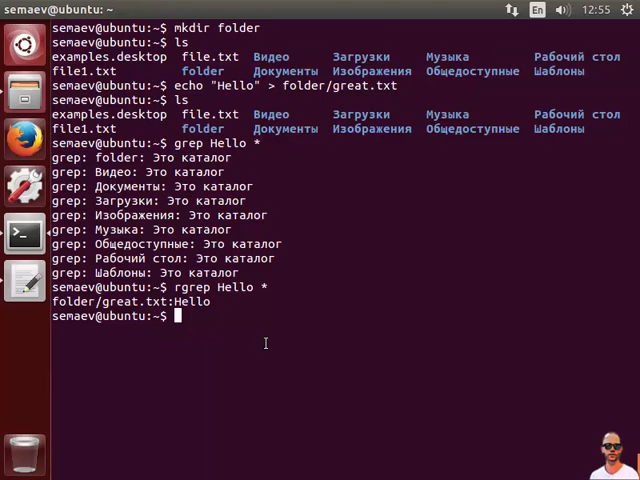 semaev@ubuntu: ~
En
12:55
semaev@ubuntu:~$ mkdir folder
semaev@ubuntu:~$ ls
examples.desktop file.txt Видео Загрузки Музыка Рабочий стол
file1.txt folder Документы Изображения Общедоступные Шаблоны
semaev@ubuntu:~$ echo "Hello" > folder/great.txt
semaev@ubuntu:~$ ls
examples.desktop file.txt Видео Загрузки Музыка Рабочий стол
file1.txt folder Документы Изображения Общедоступные Шаблоны
semaev@ubuntu:~$ grep Hello *
grep: folder: Это каталог
grep: Видео: Это каталог
grep: Документы: Это каталог
grep: Загрузки: Это каталог
grep: Изображения: Это каталог
grep: Музыка: Это каталог
grep: Общедоступные: Это каталог
grep: Рабочий стол: Это каталог
grep: Шаблоны: Это каталог
semaev@ubuntu:~$ rgrep Hello *
folder/great.txt:Hello
semaev@ubuntu:~$